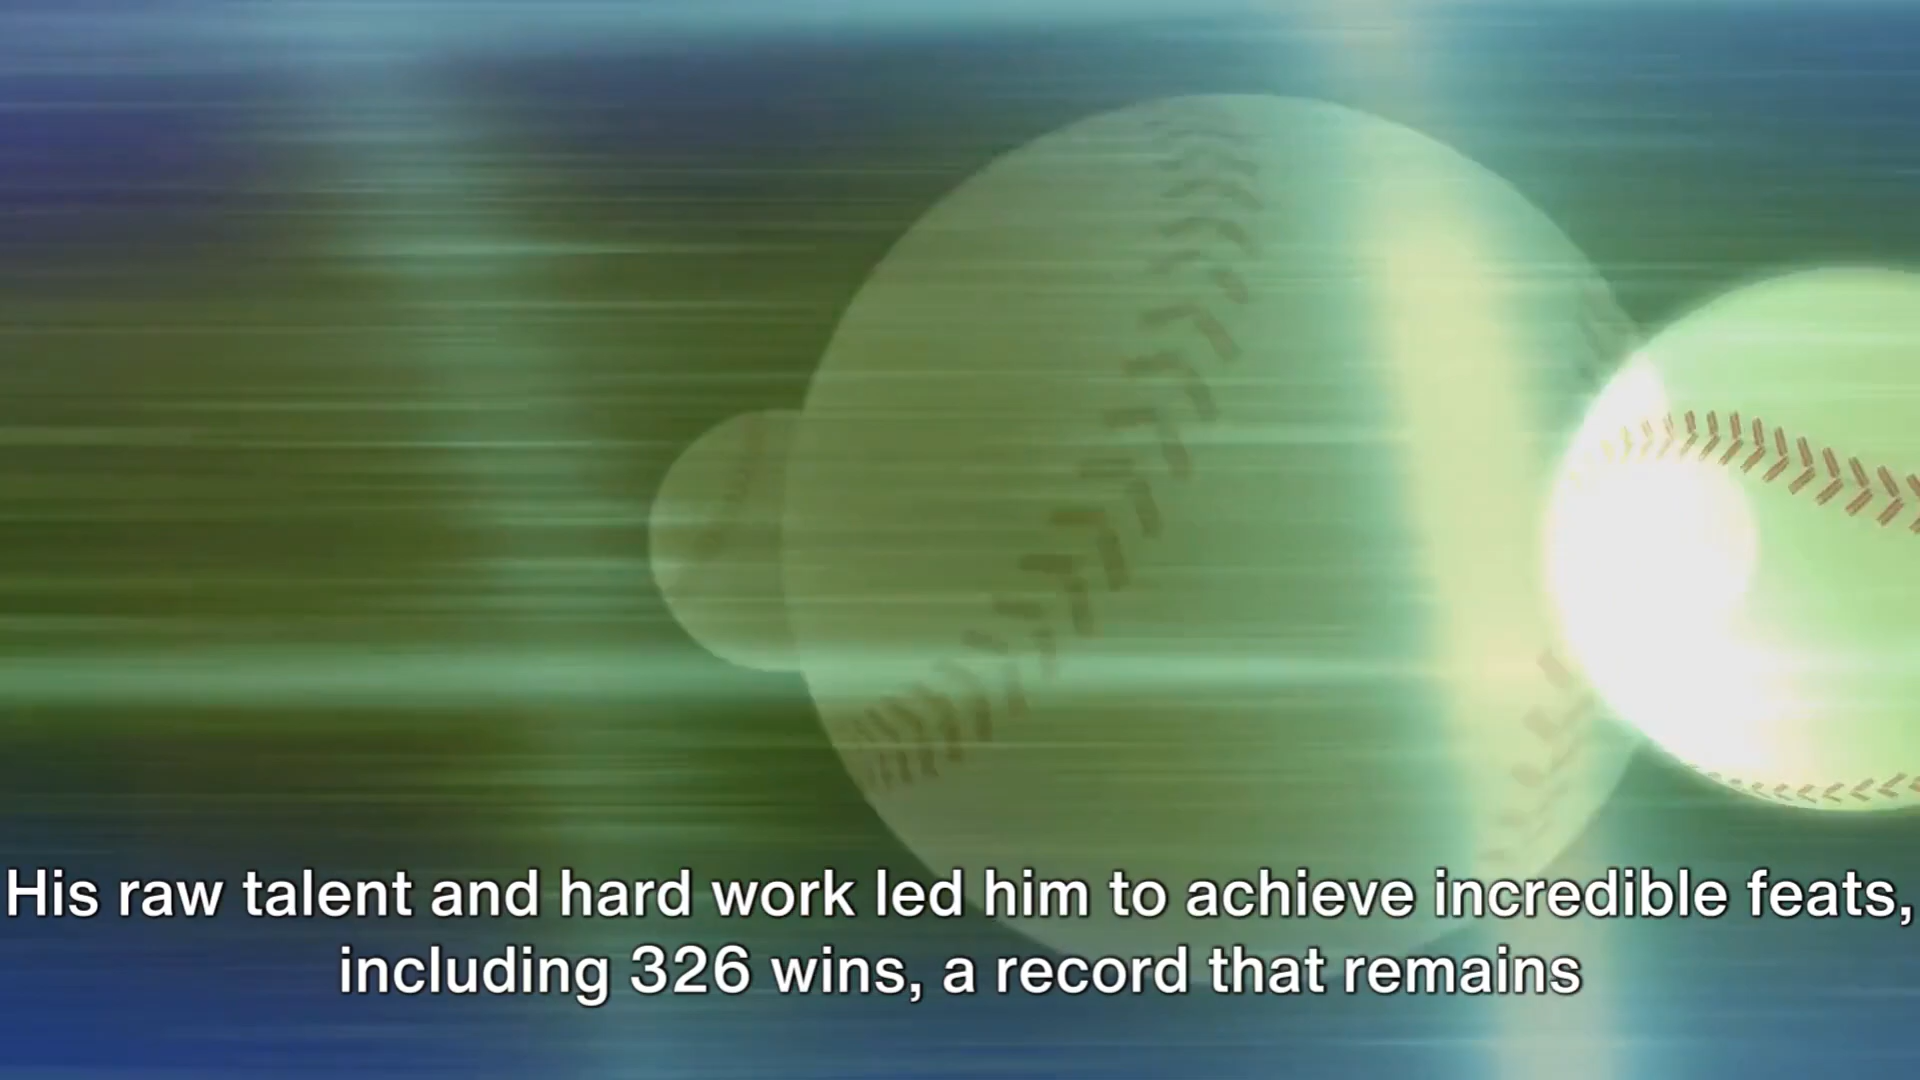 His raw talent and hard work led him to achieve incredible feats,
including 326 wins, a record that remains